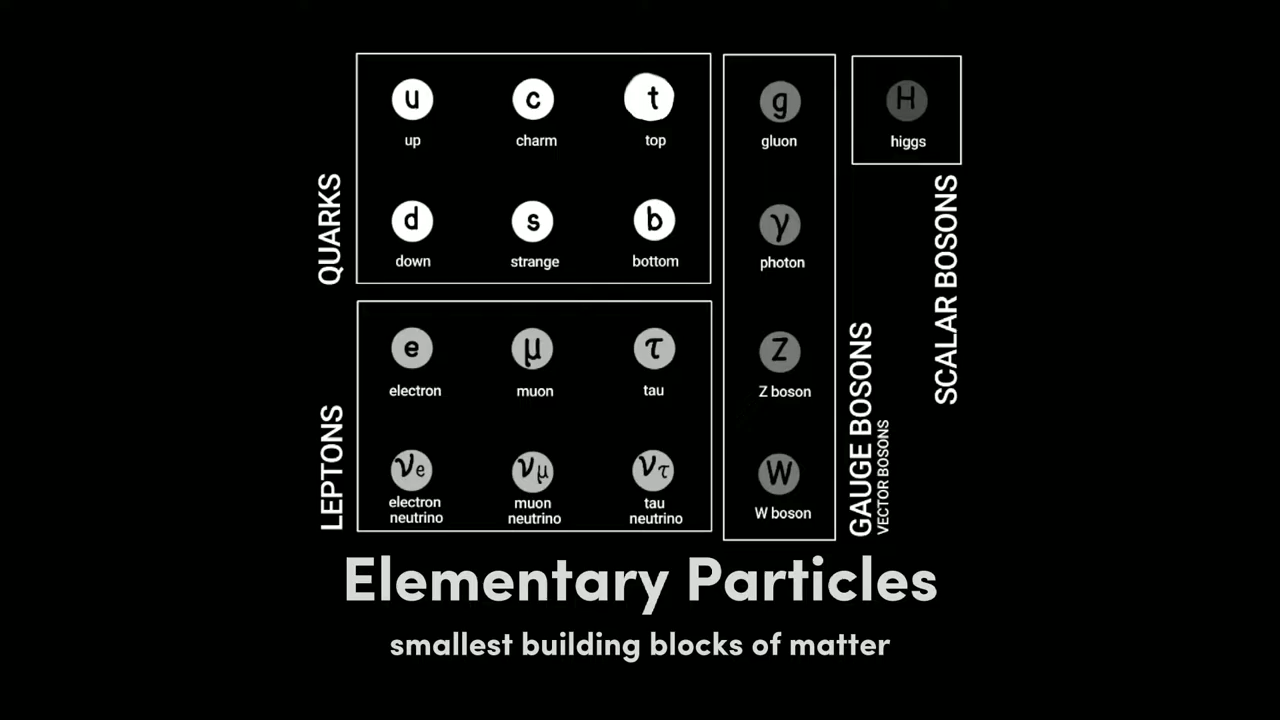 QUARKS
u
c
t
up
charm
top
d
s
b
down
strange
bottom
LEPTONS
e
μ
τ
electron
muon
tau
νe
νμ
ντ
electron
neutrino
muon
neutrino
tau
neutrino
g
gluon
γ
photon
Z
Z boson
W
W boson
GAUGE BOSONS
VECTOR BOSONS
H
higgs
SCALAR BOSONS
Elementary Particles
smallest building blocks of matter